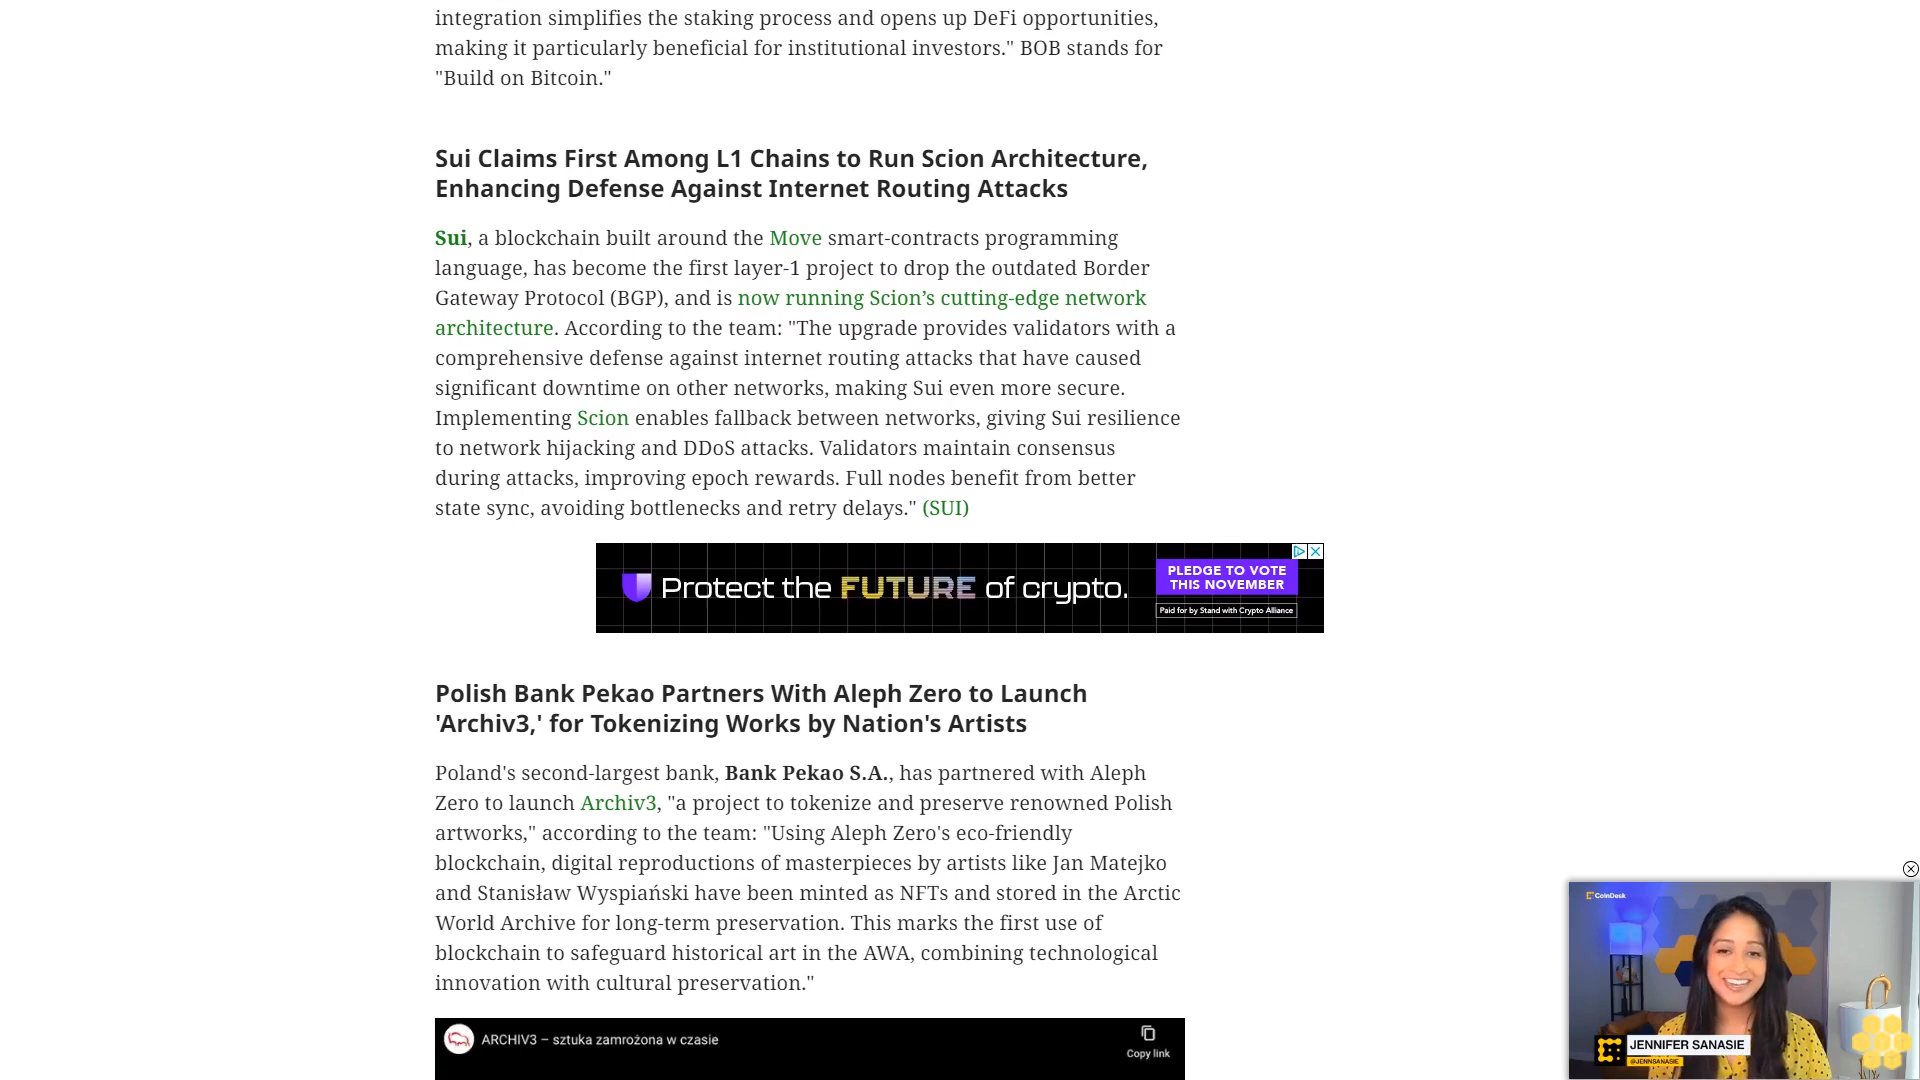 integration simplifies the staking process and opens up DeFi opportunities,
making it particularly beneficial for institutional investors." BOB stands for
"Build on Bitcoin."
Sui Claims First Among L1 Chains to Run Scion Architecture,
Enhancing Defense Against Internet Routing Attacks
Sui, a blockchain built around the Move smart-contracts programming
language, has become the first layer-1 project to drop the outdated Border
Gateway Protocol (BGP), and is now running Scion’s cutting-edge network
architecture. According to the team: "The upgrade provides validators with a
comprehensive defense against internet routing attacks that have caused
significant downtime on other networks, making Sui even more secure.
Implementing Scion enables fallback between networks, giving Sui resilience
to network hijacking and DDoS attacks. Validators maintain consensus
during attacks, improving epoch rewards. Full nodes benefit from better
state sync, avoiding bottlenecks and retry delays." (SUI)
Protect the FUTURE of crypto.
PLEDGE TO VOTE
THIS NOVEMBER
Paid for by Stand with Crypto Alliance
Polish Bank Pekao Partners With Aleph Zero to Launch
'Archiv3,' for Tokenizing Works by Nation's Artists
Poland's second-largest bank, Bank Pekao S.A., has partnered with Aleph
Zero to launch Archiv3, "a project to tokenize and preserve renowned Polish
artworks," according to the team: "Using Aleph Zero's eco-friendly
blockchain, digital reproductions of masterpieces by artists like Jan Matejko
and Stanisław Wyspiański have been minted as NFTs and stored in the Arctic
World Archive for long-term preservation. This marks the first use of
blockchain to safeguard historical art in the AWA, combining technological
innovation with cultural preservation."
ARCHIV3 – sztuka zamrożona w czasie
Copy link
CoinDesk
JENNIFER SANASIE
@JENNSANASIE